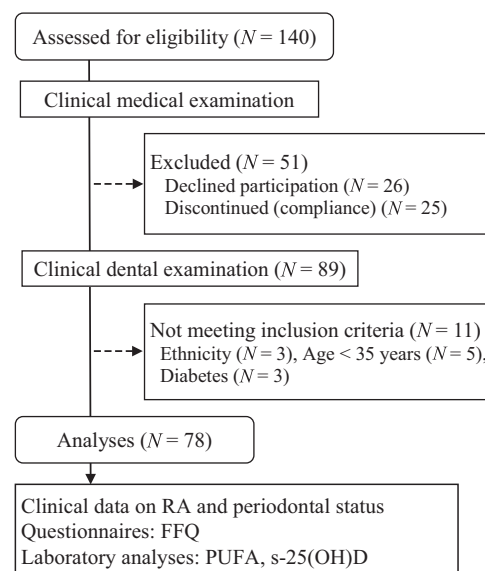 Assessed for eligibility (N = 140)
Clinical medical examination
Excluded (N = 51)
Declined participation (N = 26)
Discontinued (compliance) (N = 25)
Clinical dental examination (N = 89)
Not meeting inclusion criteria (N = 11)
Ethnicity (N = 3), Age < 35 years (N = 5),
Diabetes (N = 3)
Analyses (N = 78)
Clinical data on RA and periodontal status
Questionnaires: FFQ
Laboratory analyses: PUFA, s-25(OH)D